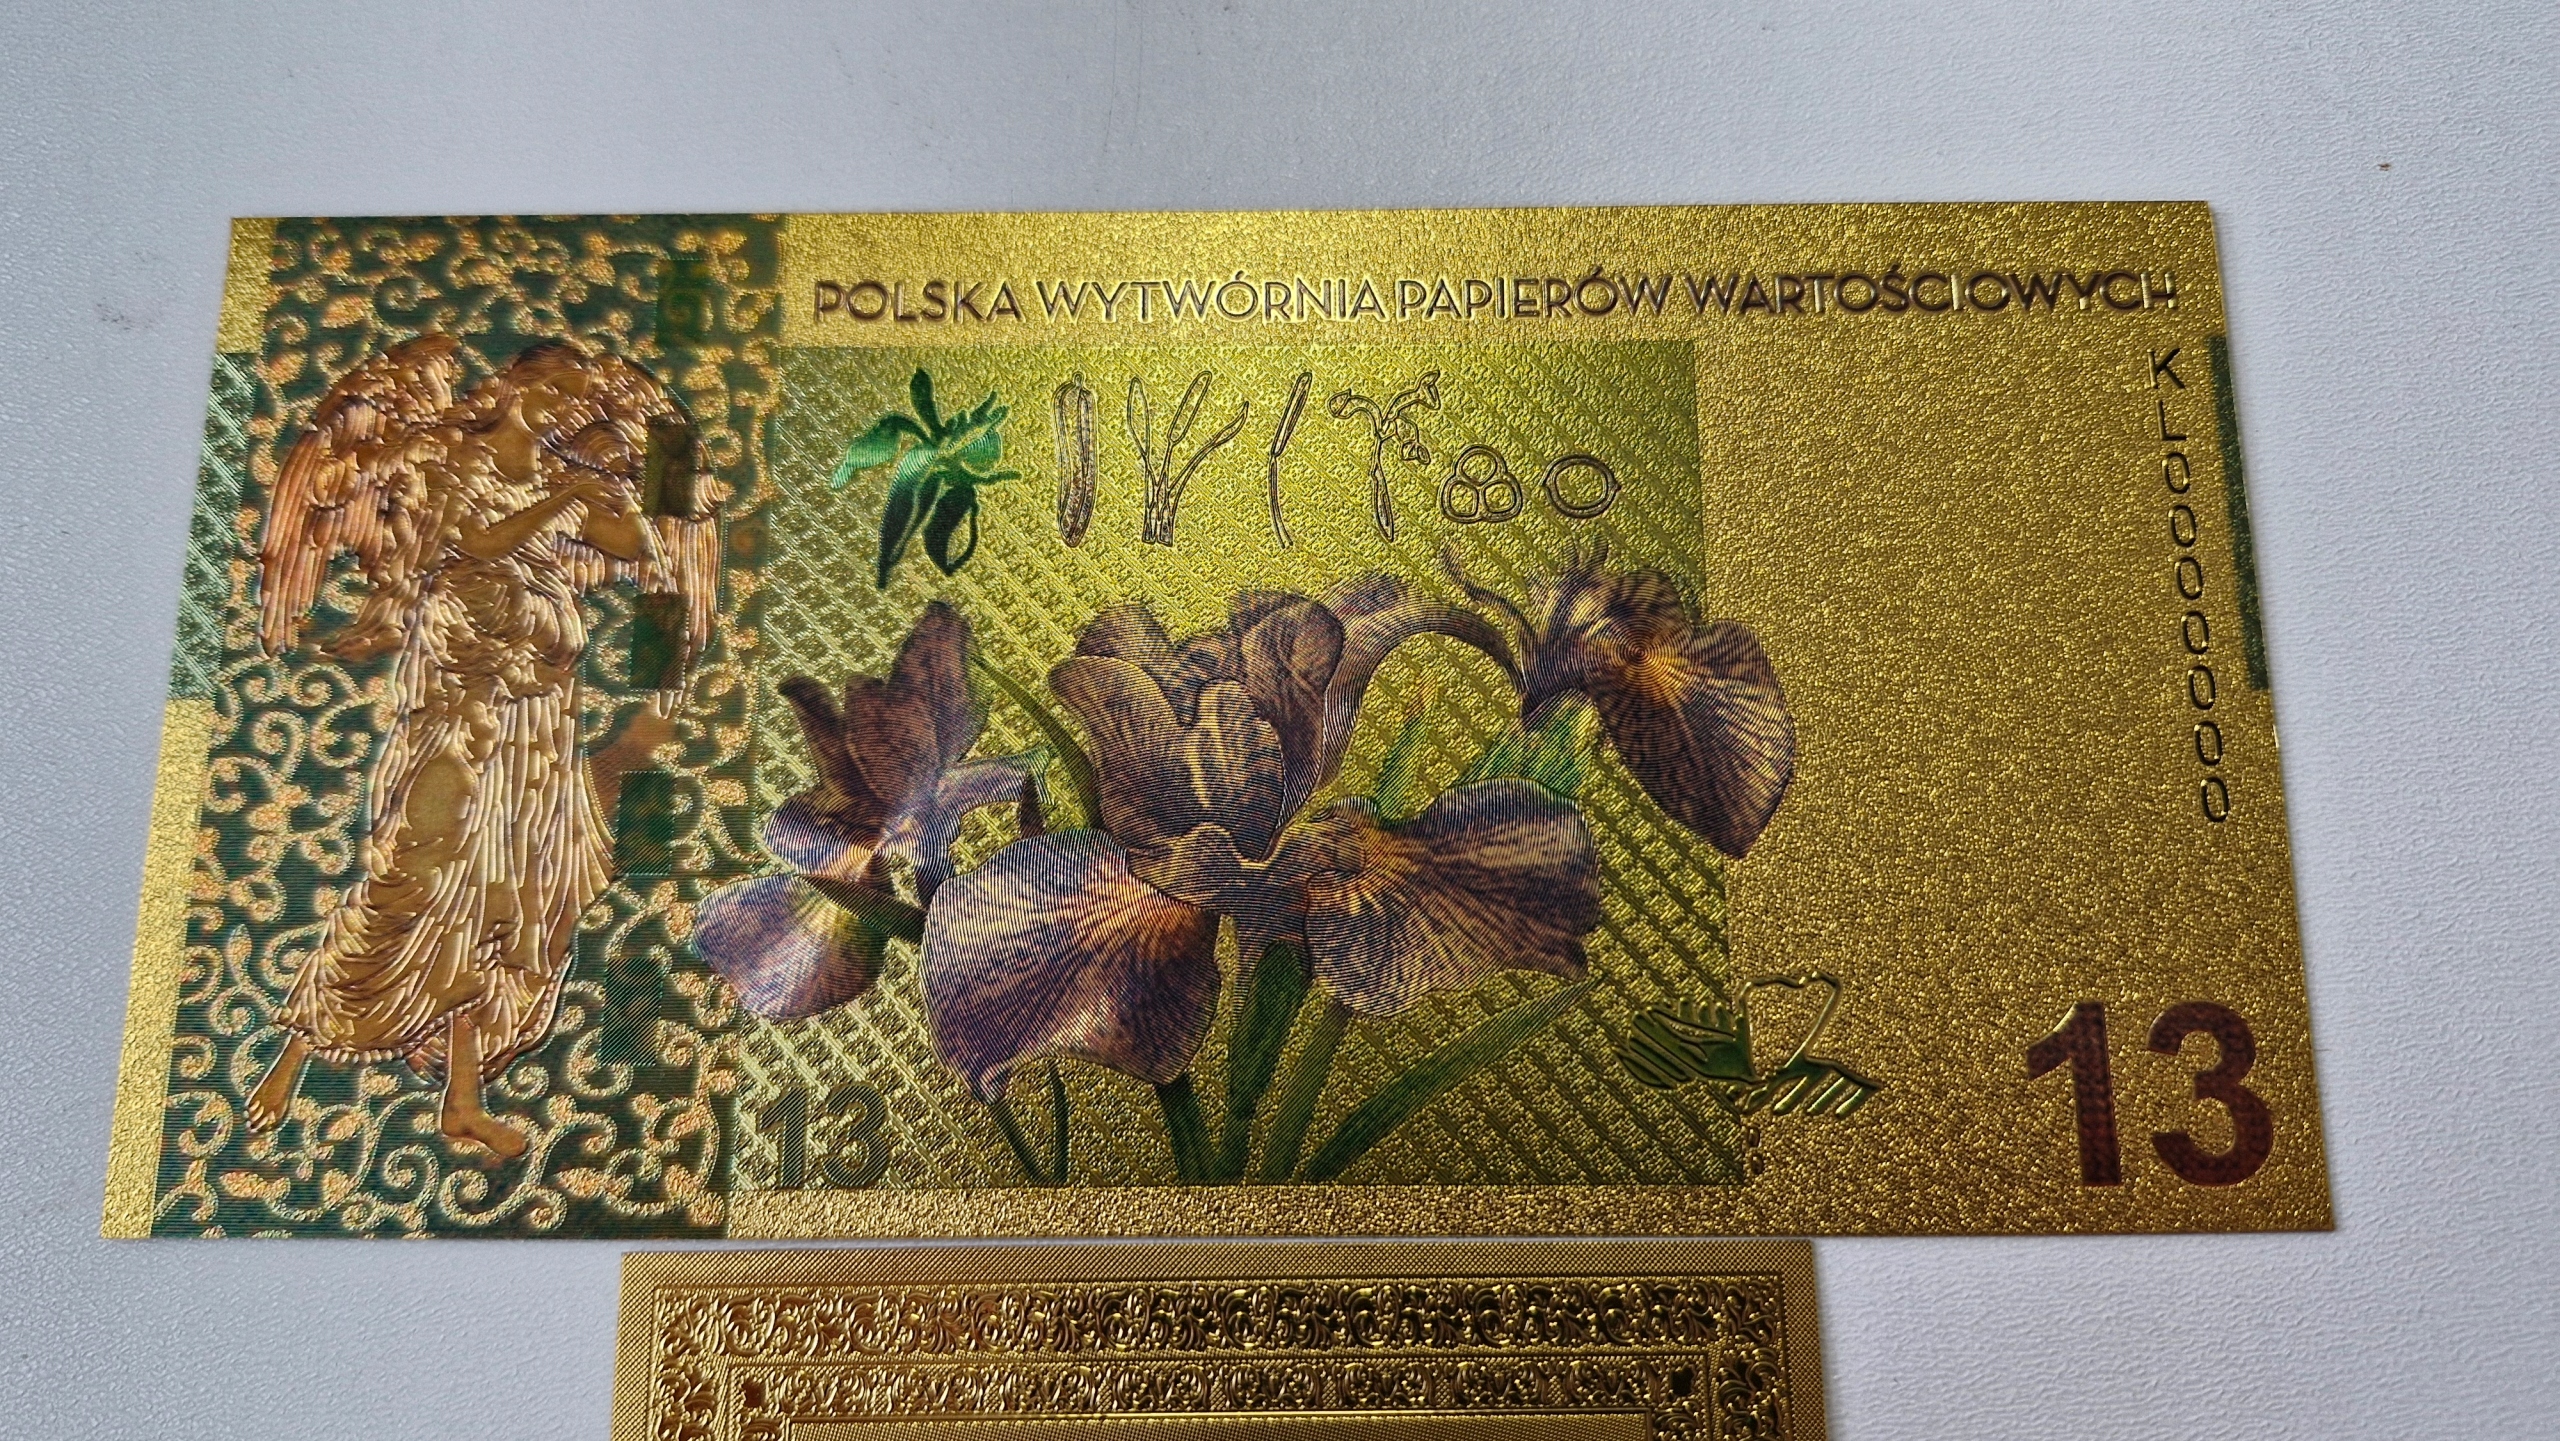 POLSKA WYTWÓRNIA PAPIERÓW WARTOŚCIOWYCH
KL0000000
13
13